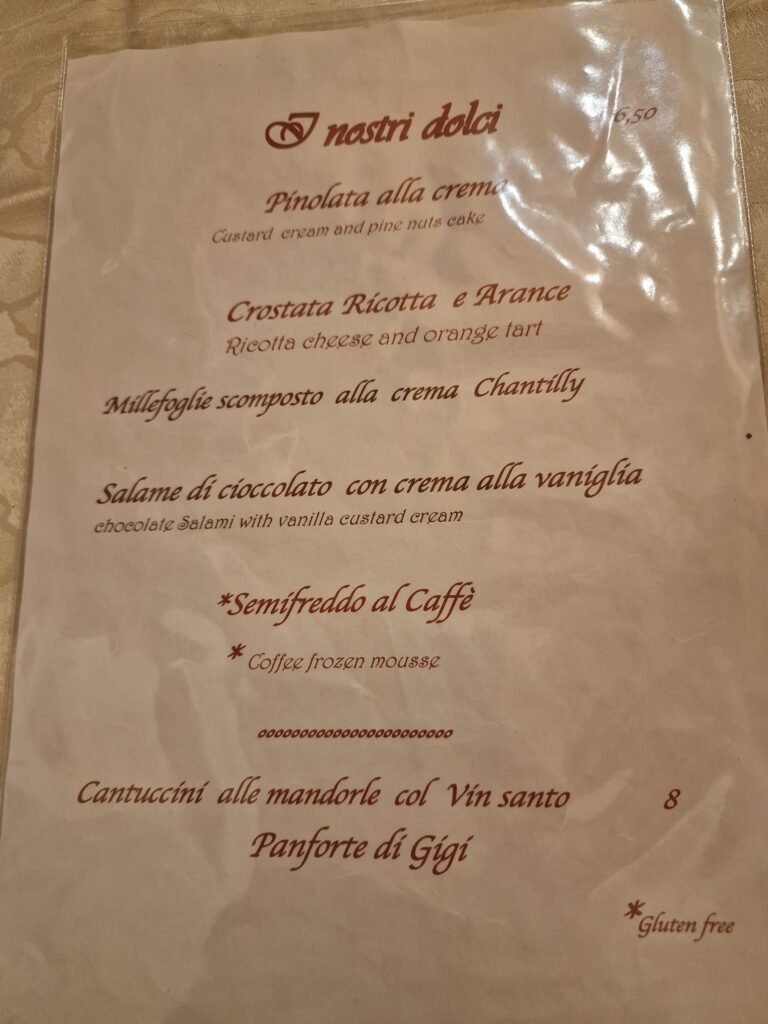 I nostri dolci 6,50
Pinolata alla crema
Custard cream and pine nuts cake
Crostata Ricotta e Arance
Ricotta cheese and orange tart
Millefoglie scomposto alla crema Chantilly
Salame di cioccolato con crema alla vaniglia
chocolate Salami with vanilla custard cream
*Semifreddo al Caffè
* Coffee frozen mousse
ooooooooooooooooooooooo
Cantuccini alle mandorle col Vin santo 8
Panforte di Gigi
*Gluten free